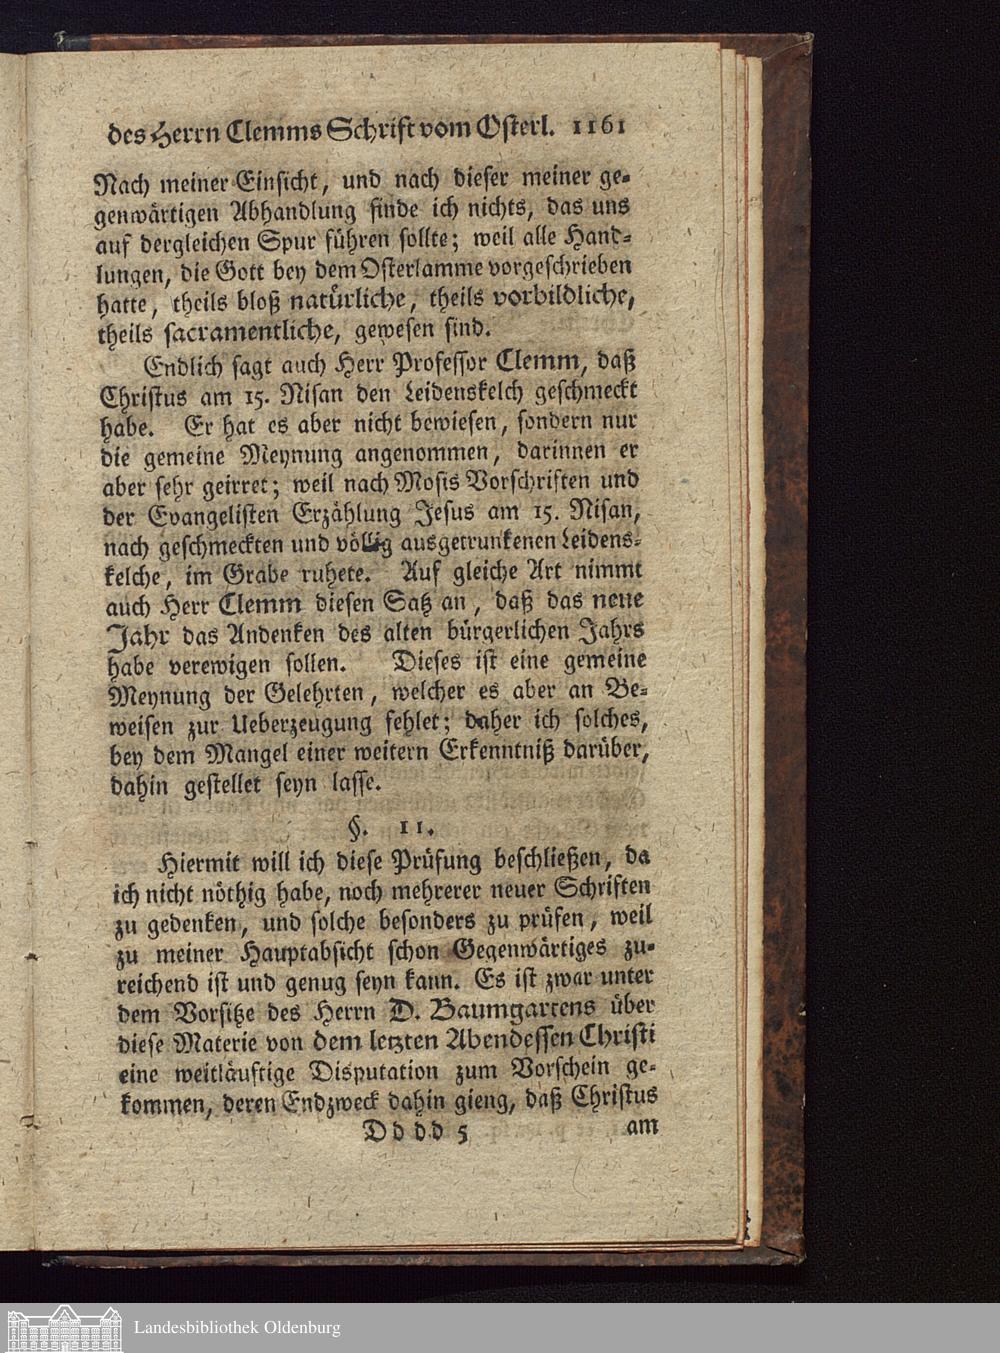 des Herrn Clemms Schrift vom Osterl. 1161
Nach meiner Einsicht, und nach dieser meiner ge-
genwärtigen Abhandlung finde ich nichts, das uns
auf dergleichen Spur führen sollte; weil alle Hand-
lungen, die Gott bey dem Osterlamme vorgeschrieben
hatte, theils bloß natürliche, theils vorbildliche,
theils sacramentliche, gewesen sind.
Endlich sagt auch Herr Professor Clemm, daß
Christus am 15. Nisan den Leidenskelch geschmeckt
habe. Er hat es aber nicht bewiesen, sondern nur
die gemeine Meynung angenommen, darinnen er
aber sehr geirret; weil nach Mosis Vorschriften und
der Evangelisten Erzählung Jesus am 15. Nisan,
nach geschmeckten und völlig ausgetrunkenen Leidens-
kelche, im Grabe ruhete. Auf gleiche Art nimmt
auch Herr Clemm diesen Satz an, daß das neue
Jahr das Andenken des alten bürgerlichen Jahrs
habe verewigen sollen. Dieses ist eine gemeine
Meynung der Gelehrten, welcher es aber an Be-
weisen zur Ueberzeugung fehlet; daher ich solches,
bey dem Mangel einer weitern Erkenntniß darüber,
dahin gestellet seyn lasse.
§. 11.
Hiermit will ich diese Prüfung beschließen, da
ich nicht nöthig habe, noch mehrerer neuer Schriften
zu gedenken, und solche besonders zu prüfen, weil
zu meiner Hauptabsicht schon Gegenwärtiges zu-
reichend ist und genug seyn kann. Es ist zwar unter
dem Vorsitze des Herrn D. Baumgartens über
diese Materie von dem letzten Abendessen Christi
eine weitläuftige Disputation zum Vorschein ge-
kommen, deren Endzweck dahin gieng, daß Christus
Dddd 5 am
Landesbibliothek Oldenburg